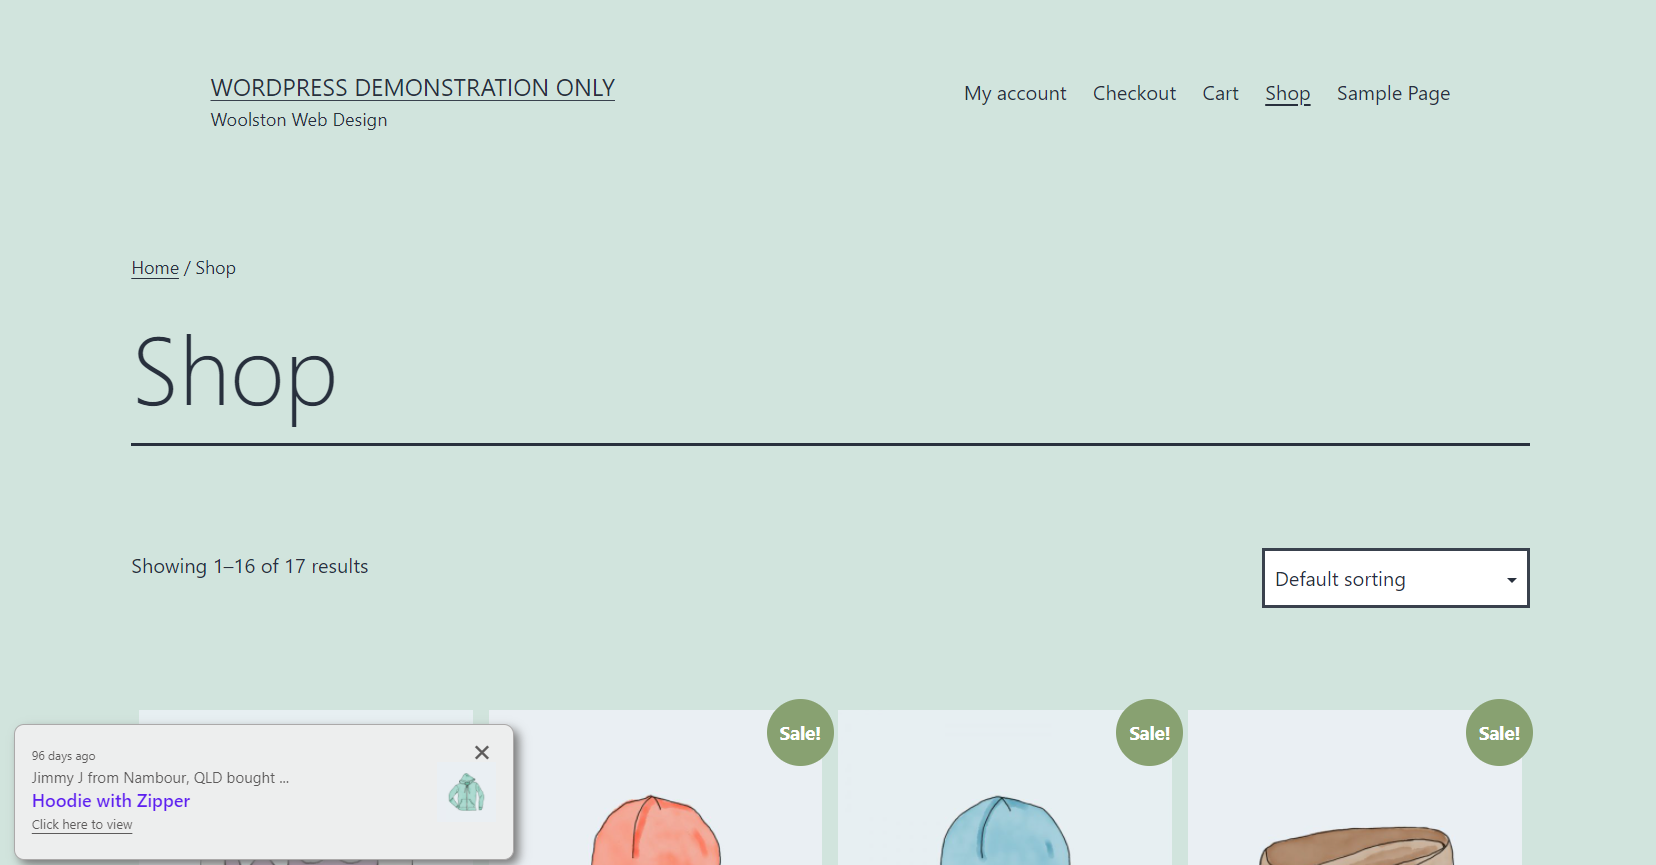 WORDPRESS DEMONSTRATION ONLY
Woolston Web Design
My account Checkout Cart Shop Sample Page
Home / Shop
Shop
Showing 1–16 of 17 results
Default sorting
Sale! Sale! Sale!
96 days ago
Jimmy J from Nambour, QLD bought ...
Hoodie with Zipper
Click here to view